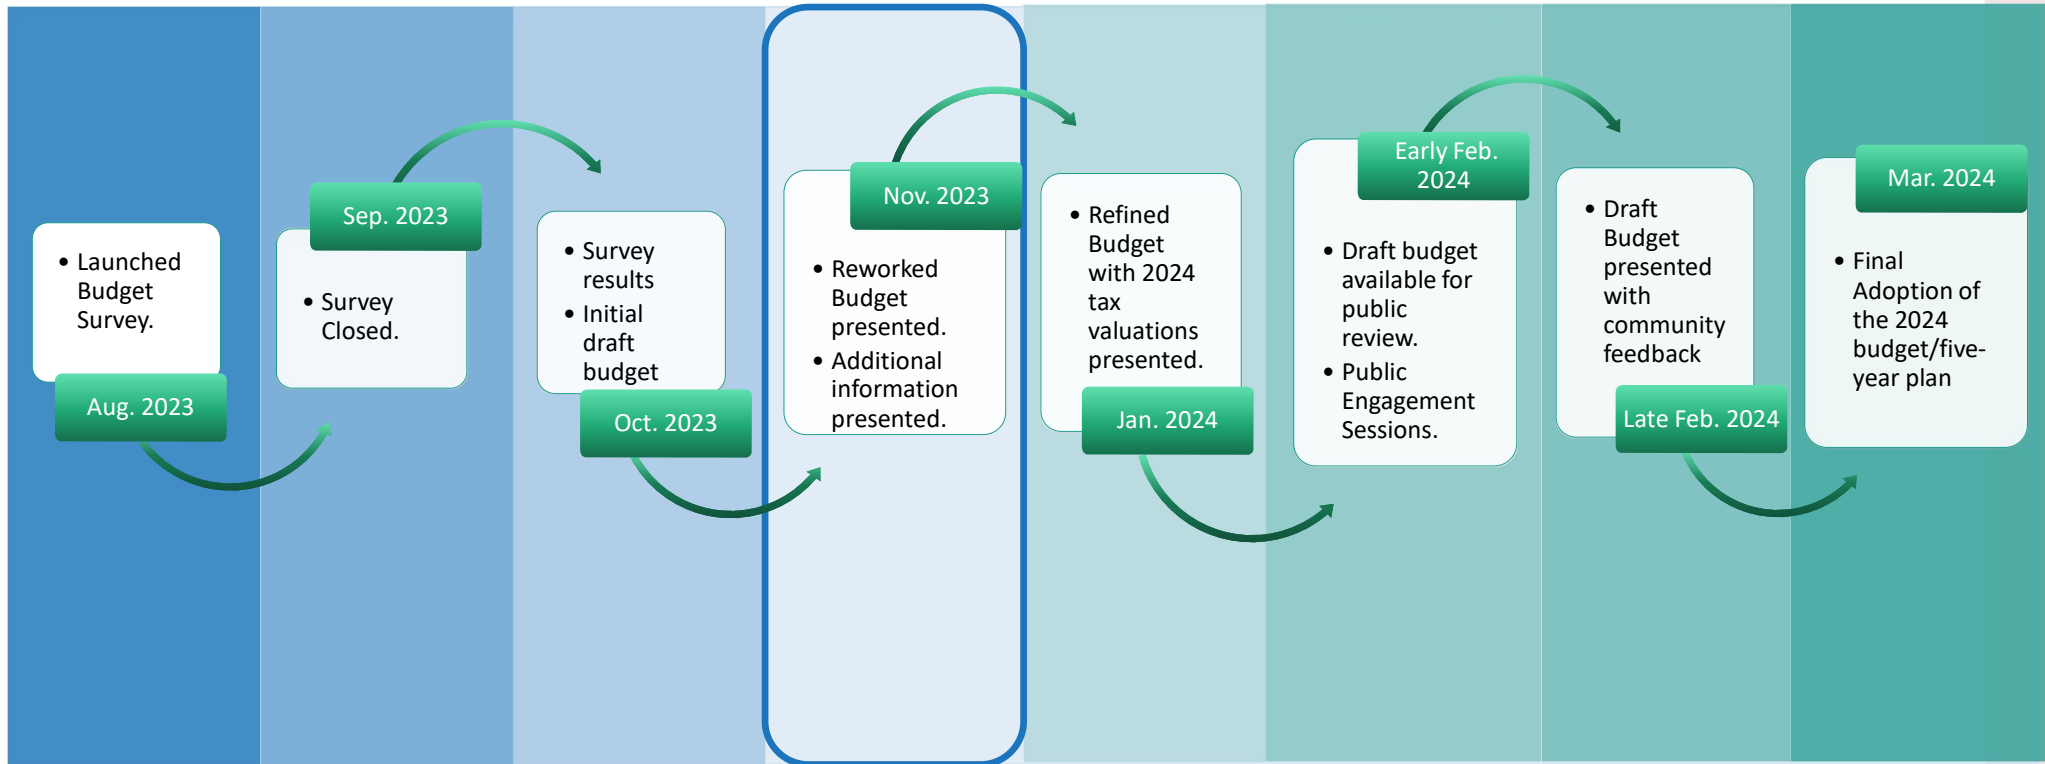 • Launched
Budget
Survey.
Aug. 2023
Sep. 2023
• Survey
Closed.
• Survey
results
• Initial
draft
budget
Oct. 2023
Nov. 2023
• Reworked
Budget
presented.
• Additional
information
presented.
• Refined
Budget
with 2024
tax
valuations
presented.
Jan. 2024
Early Feb.
2024
• Draft budget
available for
public
review.
• Public
Engagement
Sessions.
• Draft
Budget
presented
with
community
feedback
Late Feb. 2024
Mar. 2024
• Final
Adoption of
the 2024
budget/five-
year plan